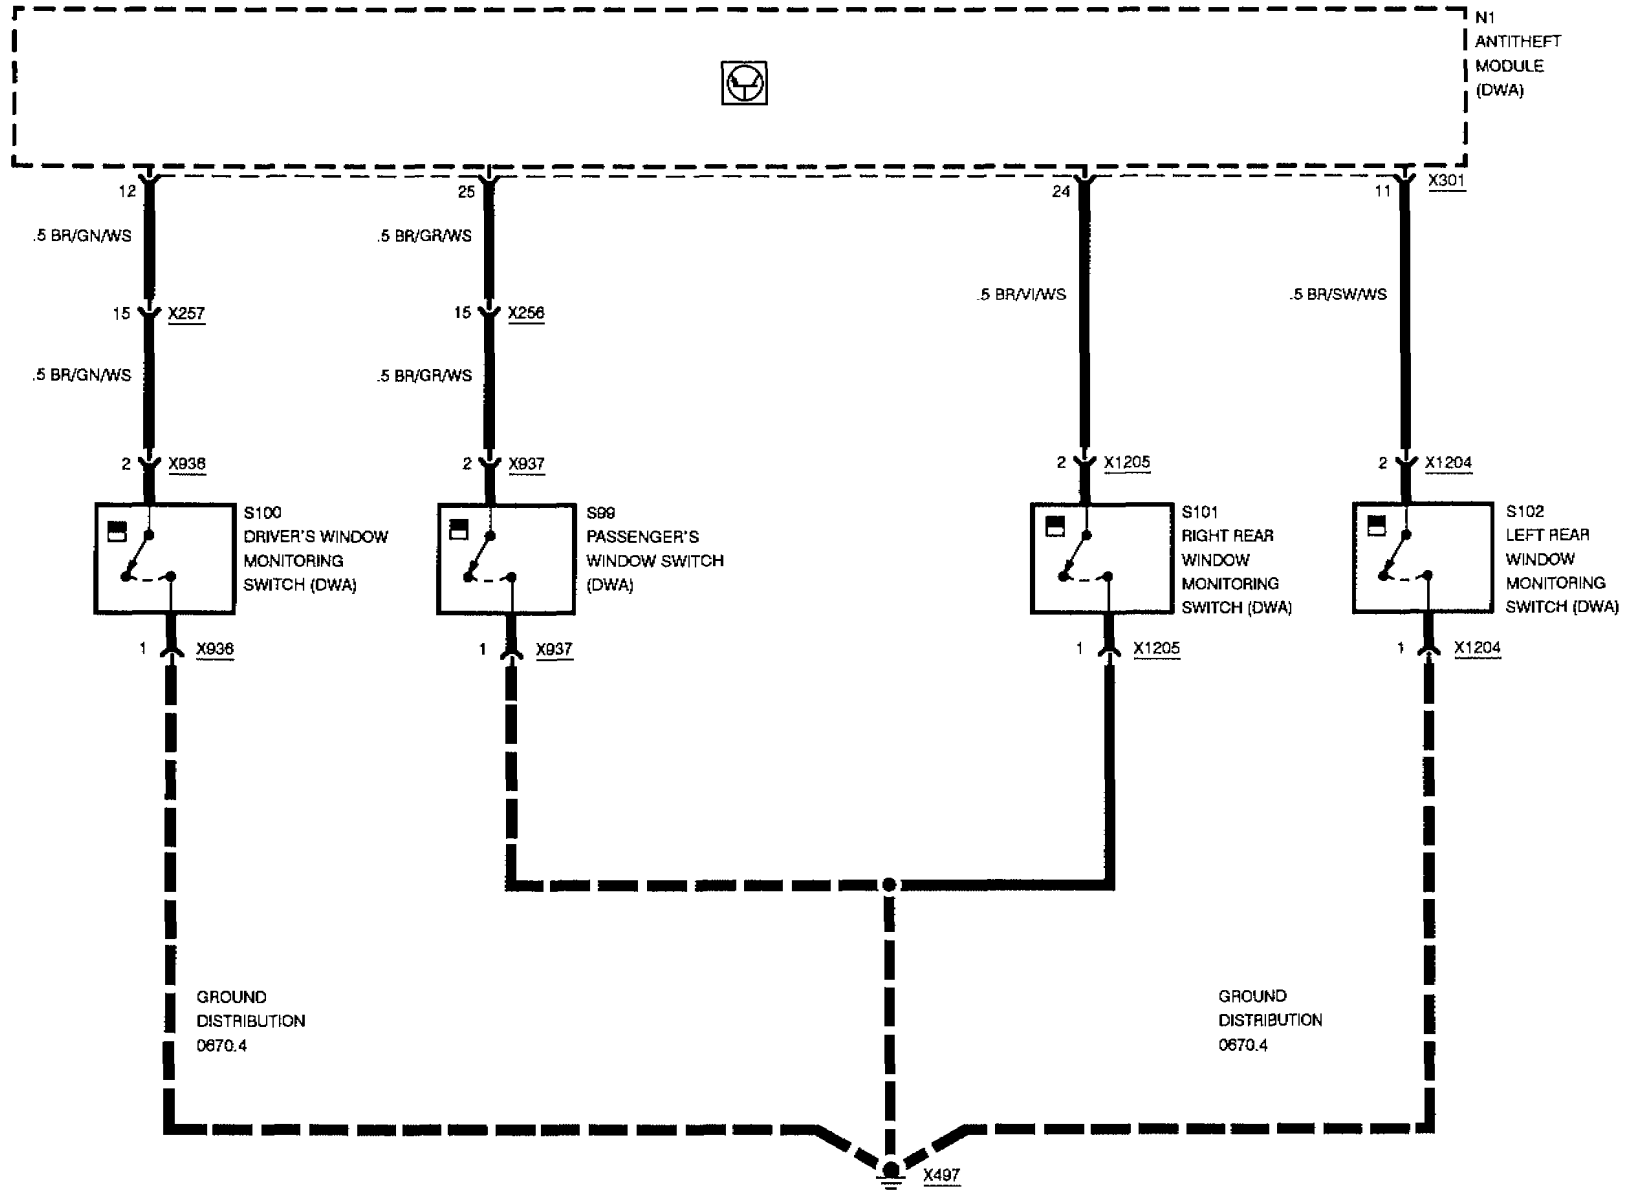 N1
ANTITHEFT
MODULE
(DWA)
12
25
24
11
X301
.5 BR/GN/WS
.5 BR/GR/WS
.5 BR/VI/WS
.5 BR/SW/WS
15
X257
15
X256
.5 BR/GN/WS
.5 BR/GR/WS
2
X936
2
X937
2
X1205
2
X1204
S100
DRIVER'S WINDOW
MONITORING
SWITCH (DWA)
S99
PASSENGER'S
WINDOW SWITCH
(DWA)
S101
RIGHT REAR
WINDOW
MONITORING
SWITCH (DWA)
S102
LEFT REAR
WINDOW
MONITORING
SWITCH (DWA)
1
X936
1
X937
1
X1205
1
X1204
GROUND
DISTRIBUTION
0670.4
GROUND
DISTRIBUTION
0670.4
X497